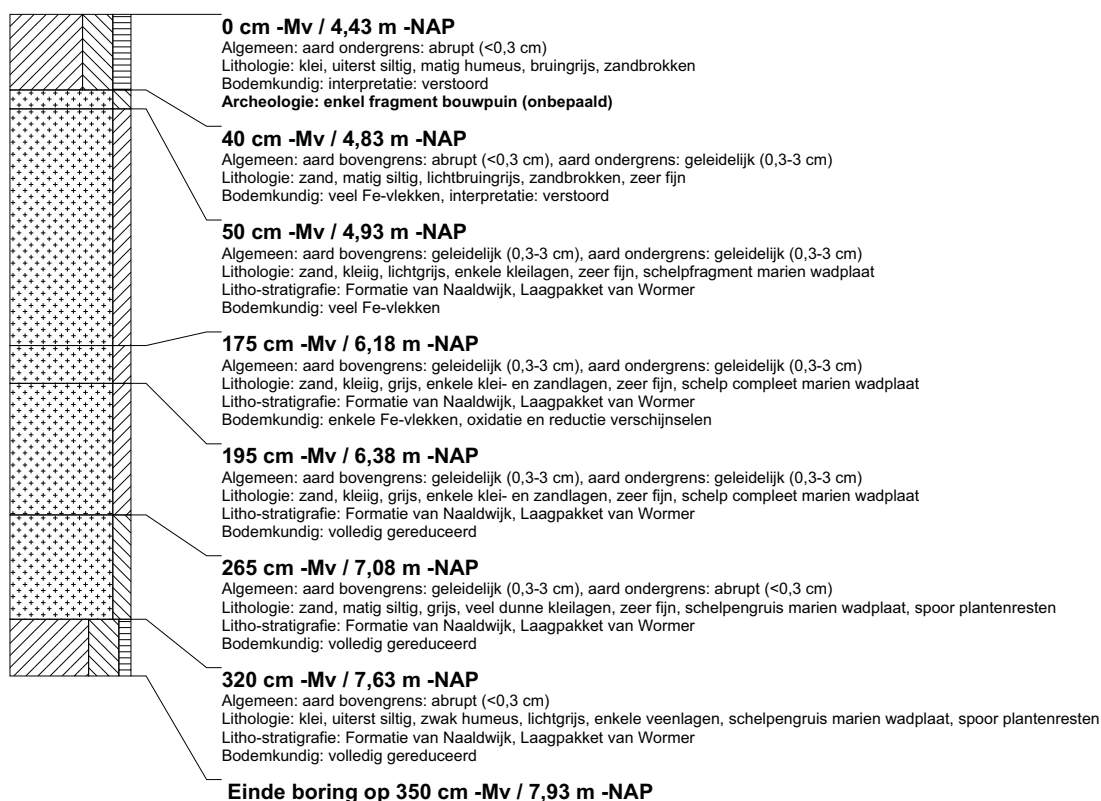 0 cm -Mv / 4,43 m -NAP
Algemeen: aard ondergrens: abrupt (<0,3 cm)
Lithologie: klei, uiterst siltig, matig humeus, bruingrijs, zandbrokken
Bodemkundig: interpretatie: verstoord
Archeologie: enkel fragment bouwpuin (onbepaald)
40 cm -Mv / 4,83 m -NAP
Algemeen: aard bovengrens: abrupt (<0,3 cm), aard ondergrens: geleidelijk (0,3-3 cm)
Lithologie: zand, matig siltig, lichtbruingrijs, zandbrokken, zeer fijn
Bodemkundig: veel Fe-vlekken, interpretatie: verstoord
50 cm -Mv / 4,93 m -NAP
Algemeen: aard bovengrens: geleidelijk (0,3-3 cm), aard ondergrens: geleidelijk (0,3-3 cm)
Lithologie: zand, kleiig, lichtgrijs, enkele kleilagen, zeer fijn, schelpfragment marien wadplaat
Litho-stratigrafie: Formatie van Naaldwijk, Laagpakket van Wormer
Bodemkundig: veel Fe-vlekken
175 cm -Mv / 6,18 m -NAP
Algemeen: aard bovengrens: geleidelijk (0,3-3 cm), aard ondergrens: geleidelijk (0,3-3 cm)
Lithologie: zand, kleiig, grijs, enkele klei- en zandlagen, zeer fijn, schelp compleet marien wadplaat
Litho-stratigrafie: Formatie van Naaldwijk, Laagpakket van Wormer
Bodemkundig: enkele Fe-vlekken, oxidatie en reductie verschijnselen
195 cm -Mv / 6,38 m -NAP
Algemeen: aard bovengrens: geleidelijk (0,3-3 cm), aard ondergrens: geleidelijk (0,3-3 cm)
Lithologie: zand, kleiig, grijs, enkele klei- en zandlagen, zeer fijn, schelp compleet marien wadplaat
Litho-stratigrafie: Formatie van Naaldwijk, Laagpakket van Wormer
Bodemkundig: volledig gereduceerd
265 cm -Mv / 7,08 m -NAP
Algemeen: aard bovengrens: geleidelijk (0,3-3 cm), aard ondergrens: abrupt (<0,3 cm)
Lithologie: zand, matig siltig, grijs, veel dunne kleilagen, zeer fijn, schelpengruis marien wadplaat, spoor plantenresten
Litho-stratigrafie: Formatie van Naaldwijk, Laagpakket van Wormer
Bodemkundig: volledig gereduceerd
320 cm -Mv / 7,63 m -NAP
Algemeen: aard bovengrens: abrupt (<0,3 cm)
Lithologie: klei, uiterst siltig, zwak humeus, lichtgrijs, enkele veenlagen, schelpengruis marien wadplaat, spoor plantenresten
Litho-stratigrafie: Formatie van Naaldwijk, Laagpakket van Wormer
Bodemkundig: volledig gereduceerd
Einde boring op 350 cm -Mv / 7,93 m -NAP